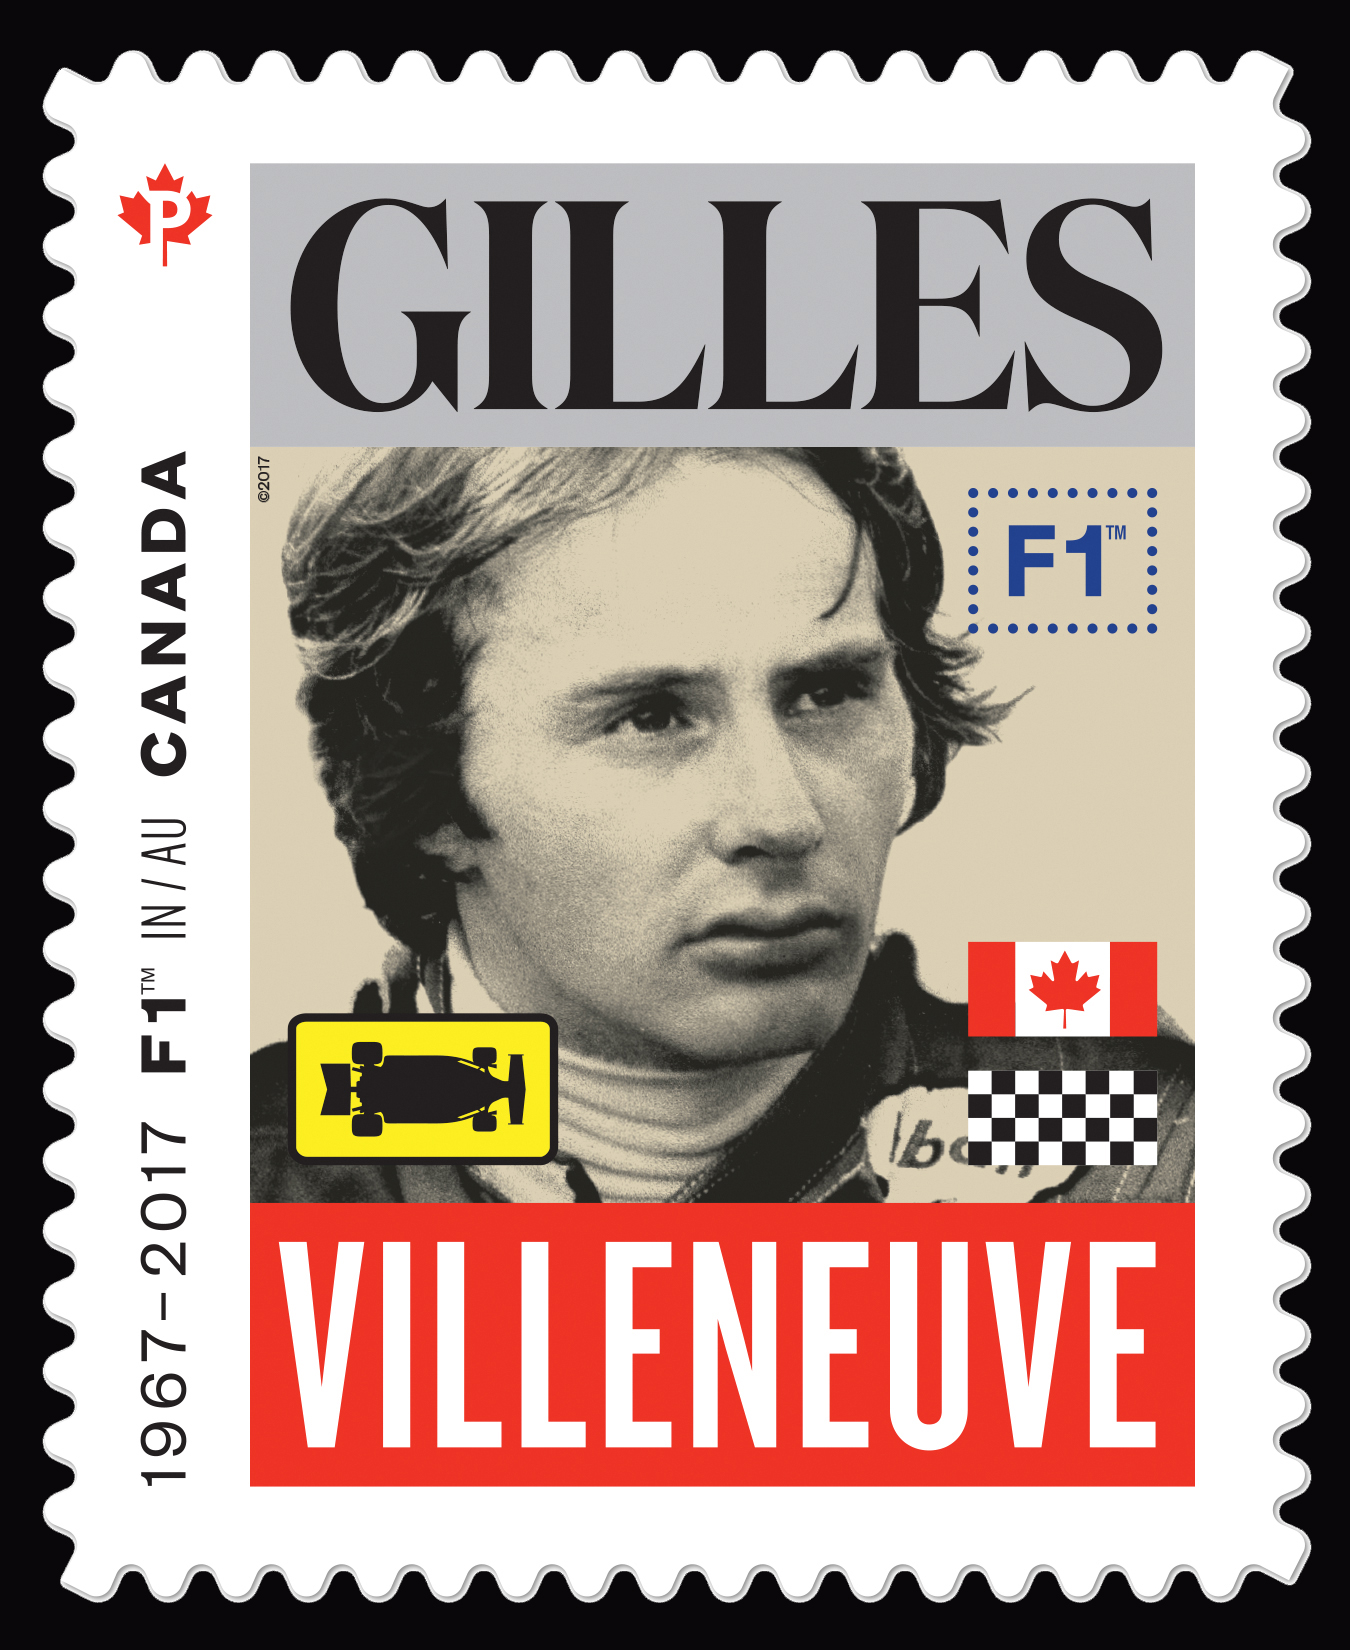 P
GILLES
©2017
F1™
VILLENEUVE
1967–2017 F1™ IN / AU CANADA